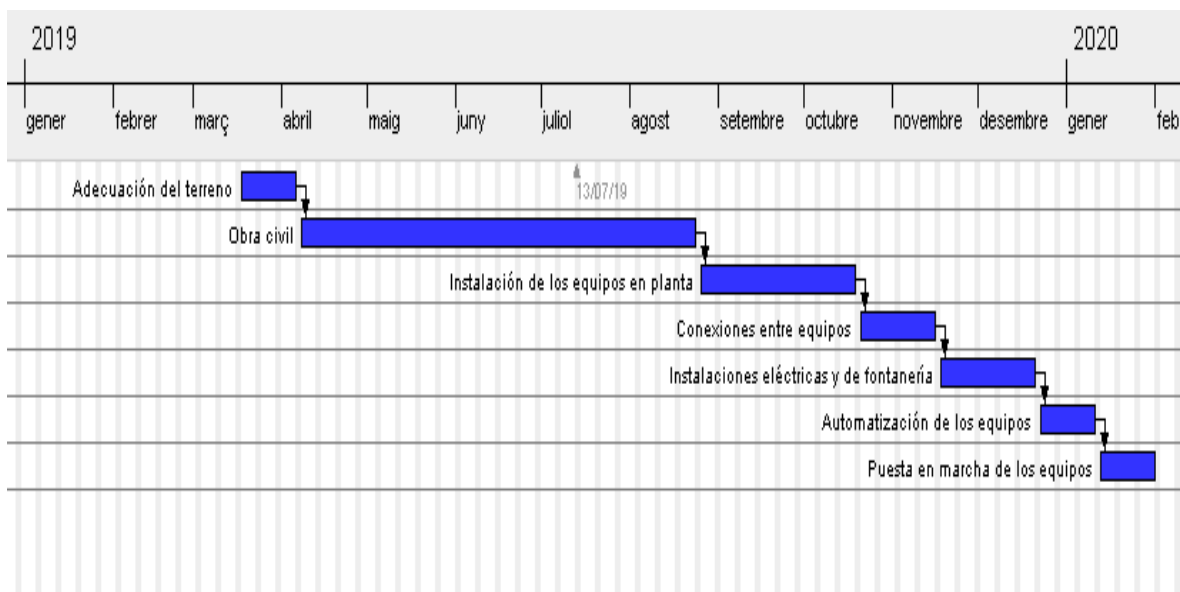 2019 2020
gener febrer març abril maig juny juliol agost setembre octubre novembre desembre gener feb
Adecuación del terreno
13/07/19
Obra civil
Instalación de los equipos en planta
Conexiones entre equipos
Instalaciones eléctricas y de fontanería
Automatización de los equipos
Puesta en marcha de los equipos